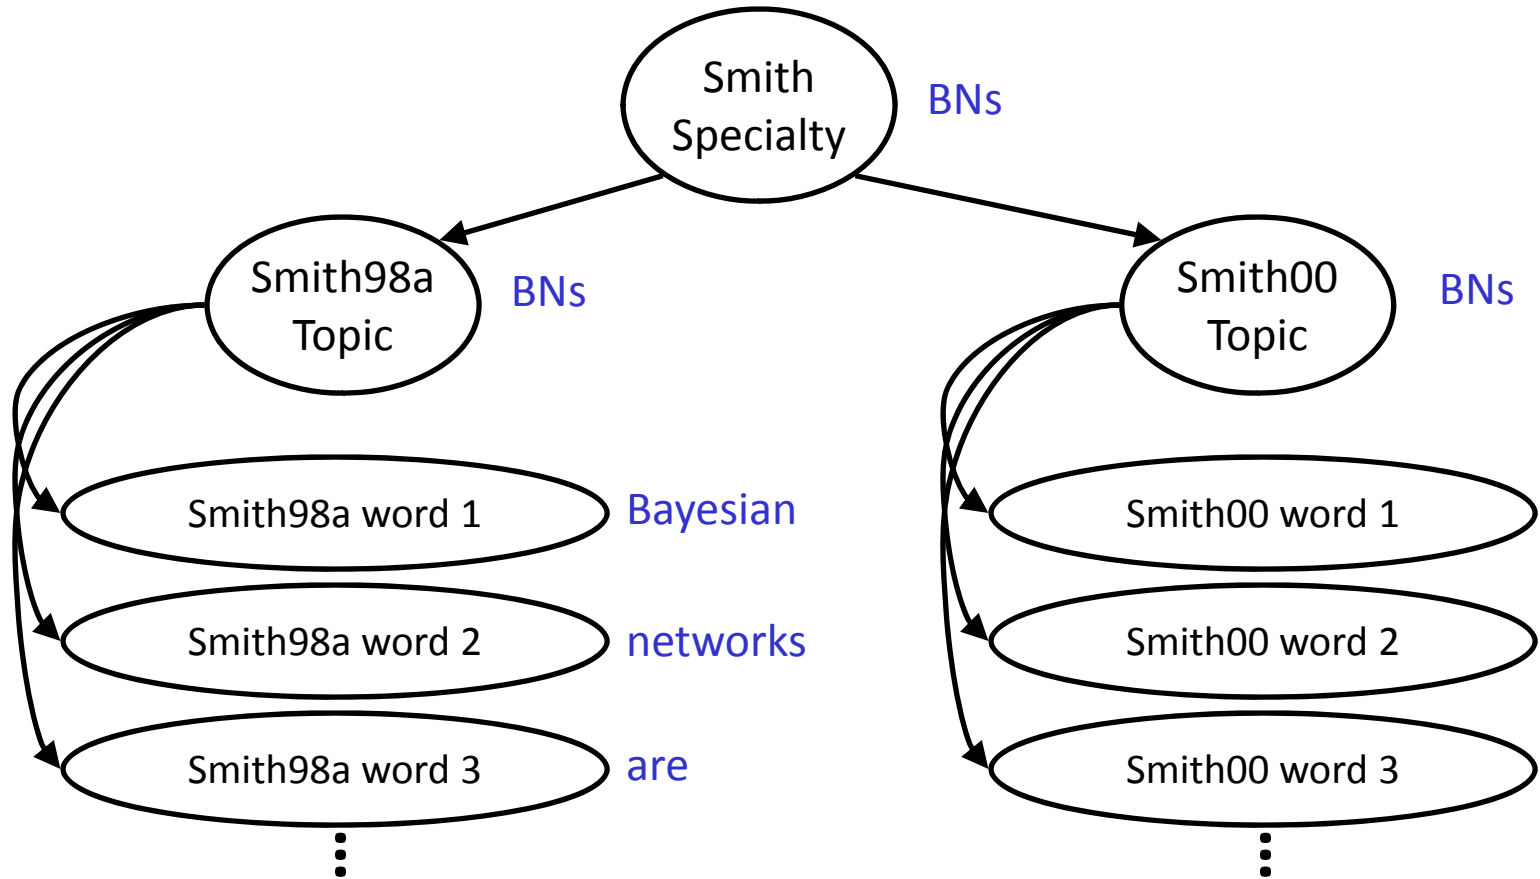 Smith
Specialty
BNs
Smith98a
Topic
BNs
Smith00
Topic
BNs
Smith98a word 1
Bayesian
Smith98a word 2
networks
Smith98a word 3
are
Smith00 word 1
Smith00 word 2
Smith00 word 3